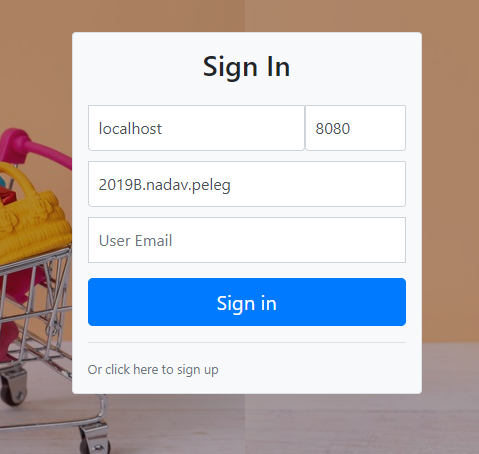 Sign In
localhost 8080
2019B.nadav.peleg
User Email
Sign in
Or click here to sign up